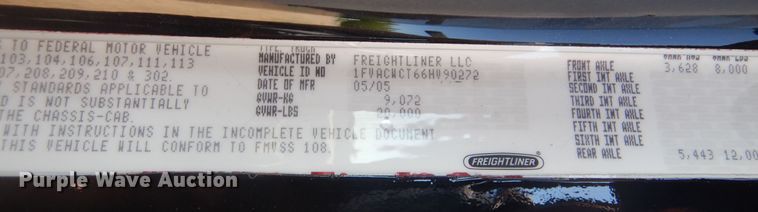 S TO FEDERAL MOTOR VEHICLE
103,104,106,107,111,113
07,208,209,210 & 302.
STANDARDS APPLICABLE TO
D IS NOT SUBSTANTIALLY
THE CHASSIS-CAB.
WITH INSTRUCTIONS IN THE INCOMPLETE VEHICLE DOCUMENT
THIS VEHICLE WILL CONFORM TO FMVSS 108.
MANUFACTURED BY FREIGHTLINER LLC
VEHICLE ID NO 1FVACWCT66HV90272
DATE OF MFR 05/05
GVWR-KG 9,072
GVWR-LBS 20,000
FRONT AXLE 3,628 8,000
FIRST INT AXLE
SECOND INT AXLE
THIRD INT AXLE
FOURTH INT AXLE
FIFTH INT AXLE
SIXTH INT AXLE
REAR AXLE 5,443 12,00
FREIGHTLINER
Purple Wave Auction